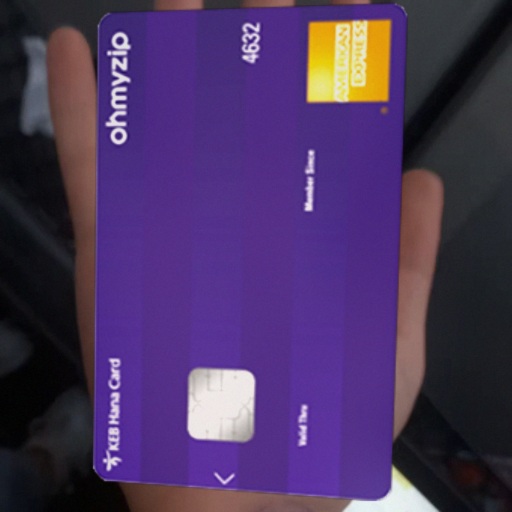 KEB Hana Card
ohmyzip
4632
Valid Thru
Member Since
AMERICAN
EXPRESS